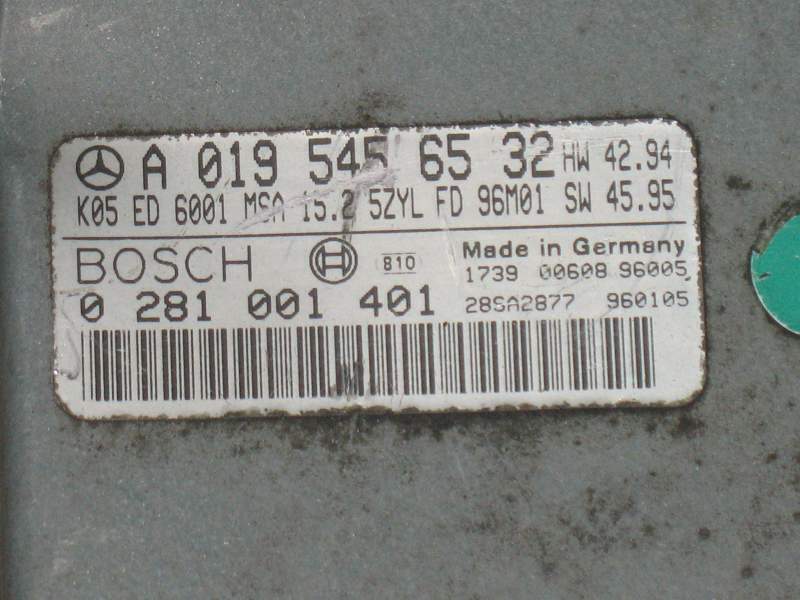 A 019 545 65 32 HW 42.94
K05 ED 6001 MSA 15.2 5ZYL FD 96M01 SW 45.95
BOSCH 810 Made in Germany
1739 00608 96005
0 281 001 401 28SA2877 960105